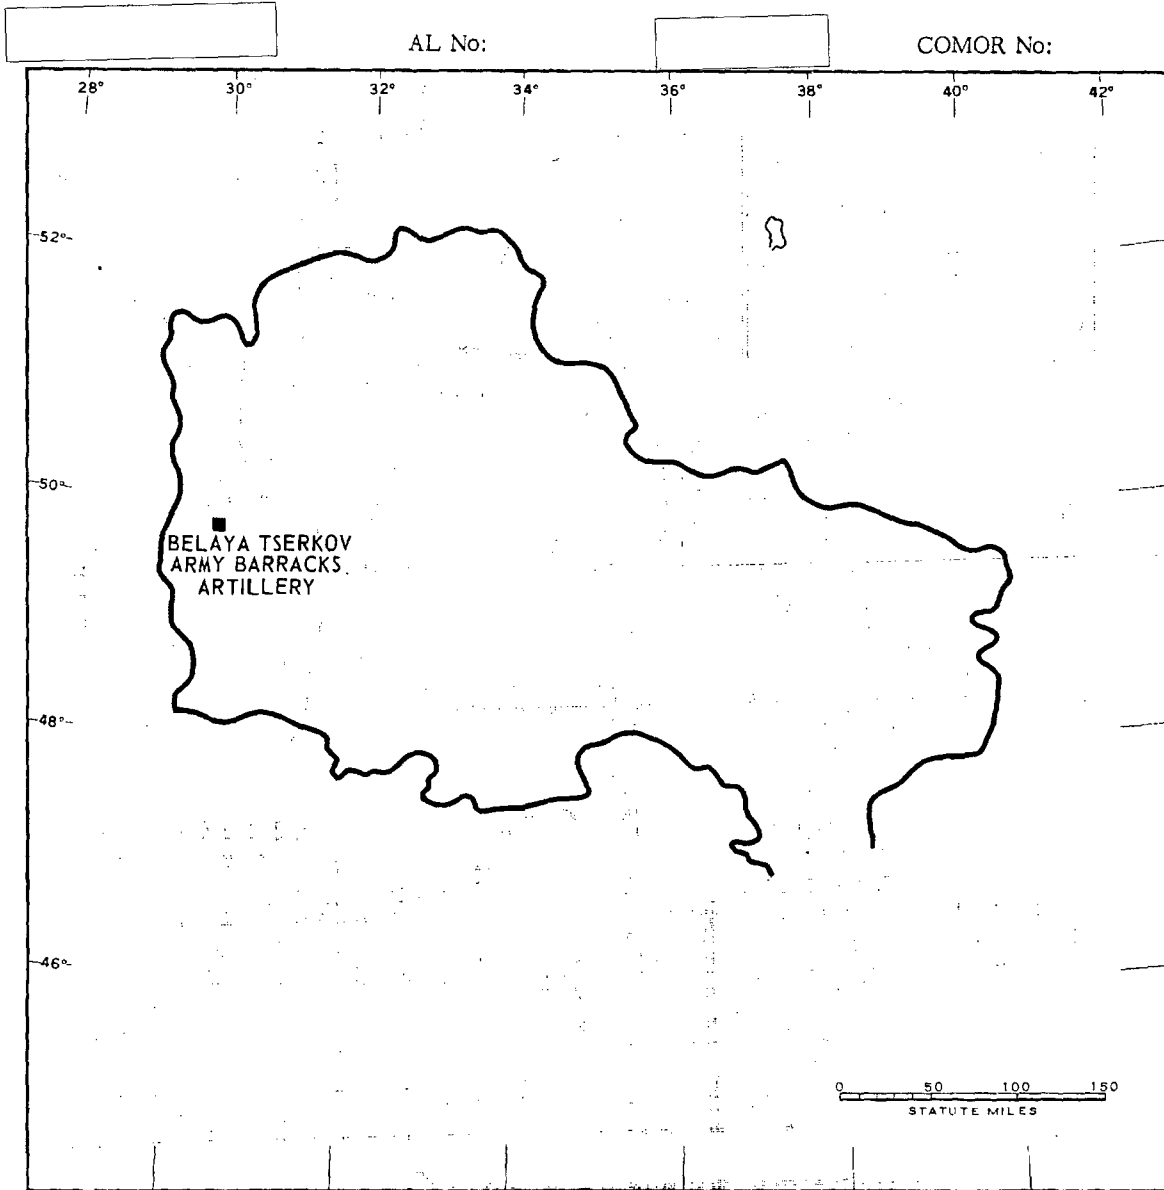 AL No: COMOR No:
28° 30° 32° 34° 36° 38° 40° 42°
52°
50°
BELAYA TSERKOV
ARMY BARRACKS
ARTILLERY
48°
46°
0 50 100 150
STATUTE MILES